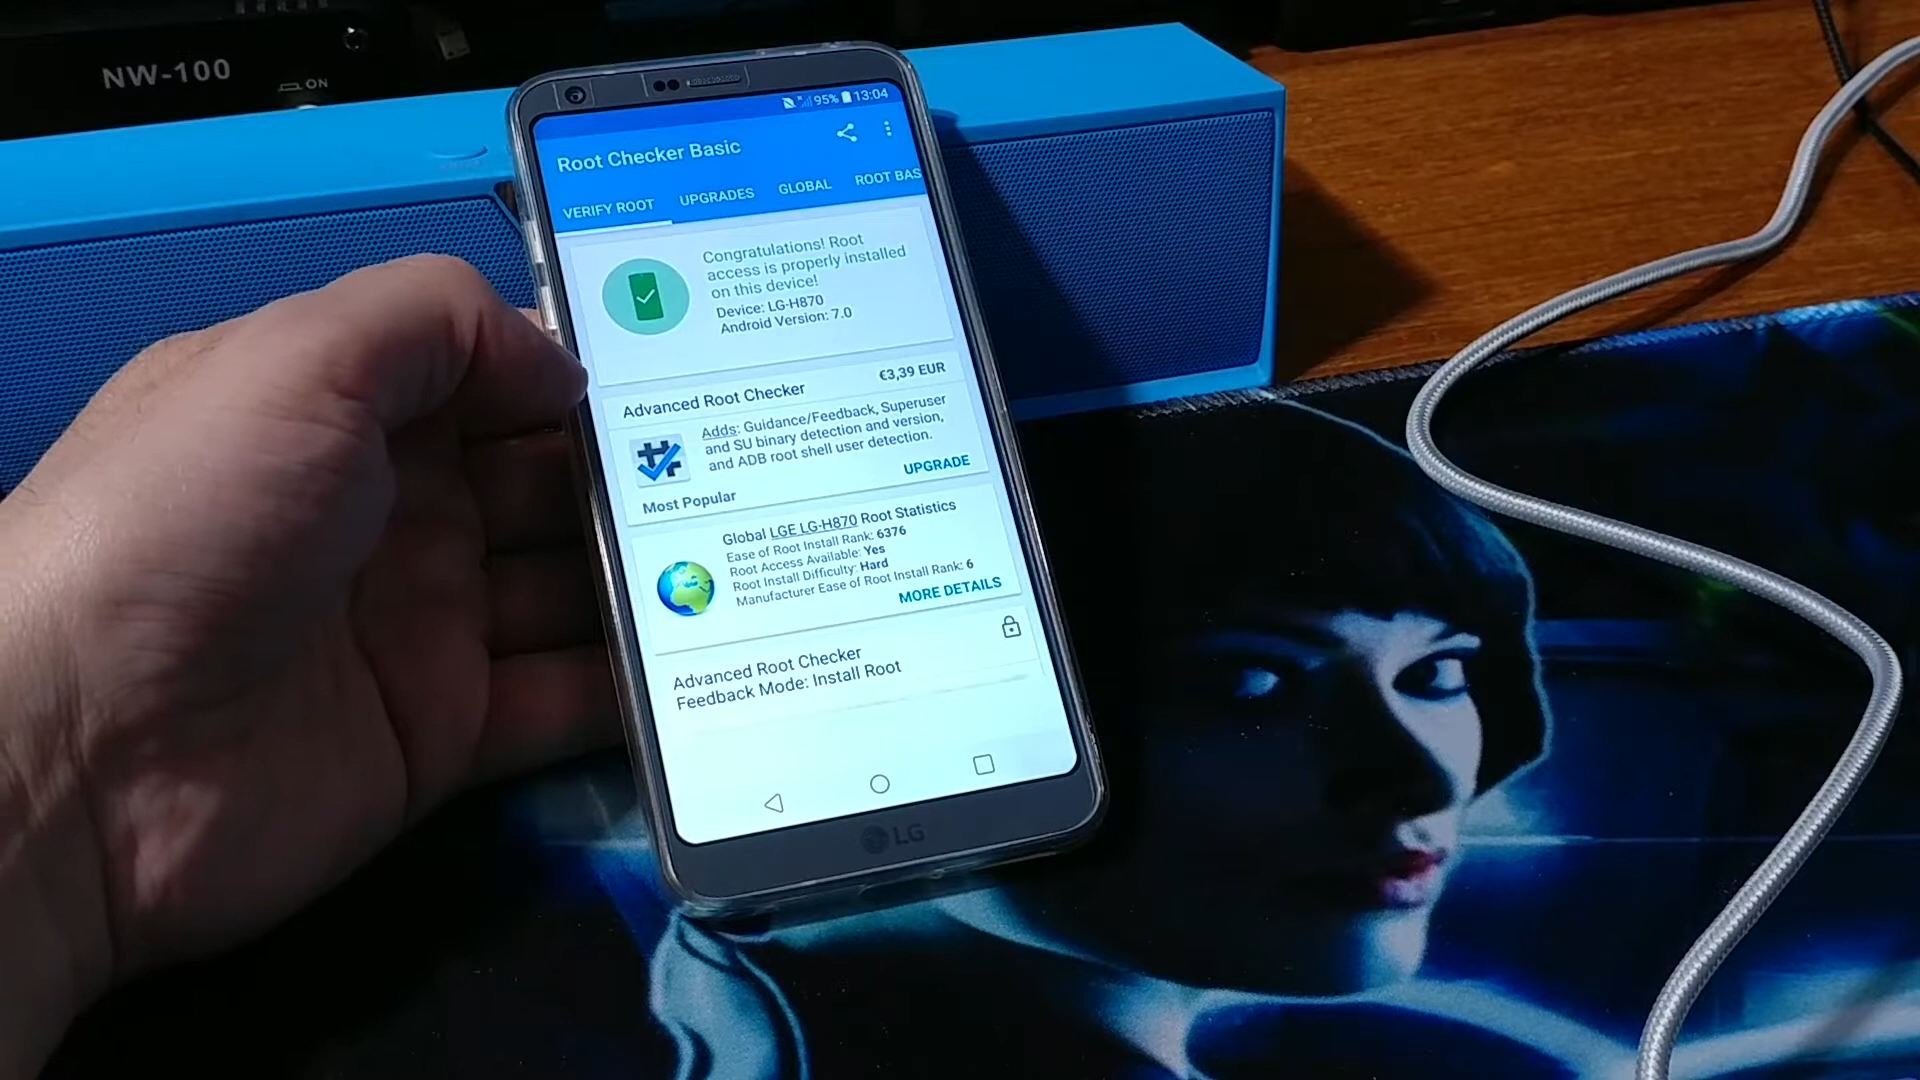 NW-100
ON
95% 13:04
Root Checker Basic
VERIFY ROOT UPGRADES GLOBAL ROOT BAS
Congratulations! Root
access is properly installed
on this device!
Device: LG-H870
Android Version: 7.0
Advanced Root Checker €3,39 EUR
Adds: Guidance/Feedback, Superuser
and SU binary detection and version,
and ADB root shell user detection.
UPGRADE
Most Popular
Global LGE LG-H870 Root Statistics
Ease of Root Install Rank: 6376
Root Access Available: Yes
Root Install Difficulty: Hard
Manufacturer Ease of Root Install Rank: 6
MORE DETAILS
Advanced Root Checker
Feedback Mode: Install Root
LG